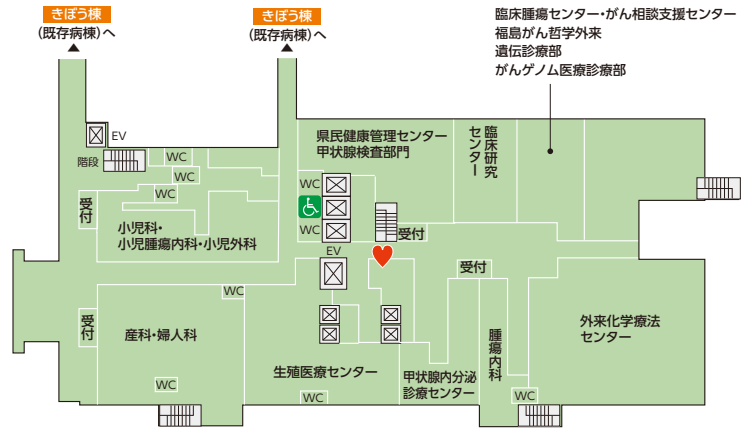 きぼう棟
(既存病棟)へ
きぼう棟
(既存病棟)へ
臨床腫瘍センター・がん相談支援センター
福島がん哲学外来
遺伝診療部
がんゲノム医療診療部
EV
階段
WC
WC
WC
受付
小児科・
小児腫瘍内科・小児外科
県民健康管理センター
甲状腺検査部門
臨床研究
センター
WC
WC
EV
受付
受付
WC
受付
産科・婦人科
WC
生殖医療センター
WC
甲状腺内分泌
診療センター
腫瘍内科
WC
外来化学療法
センター